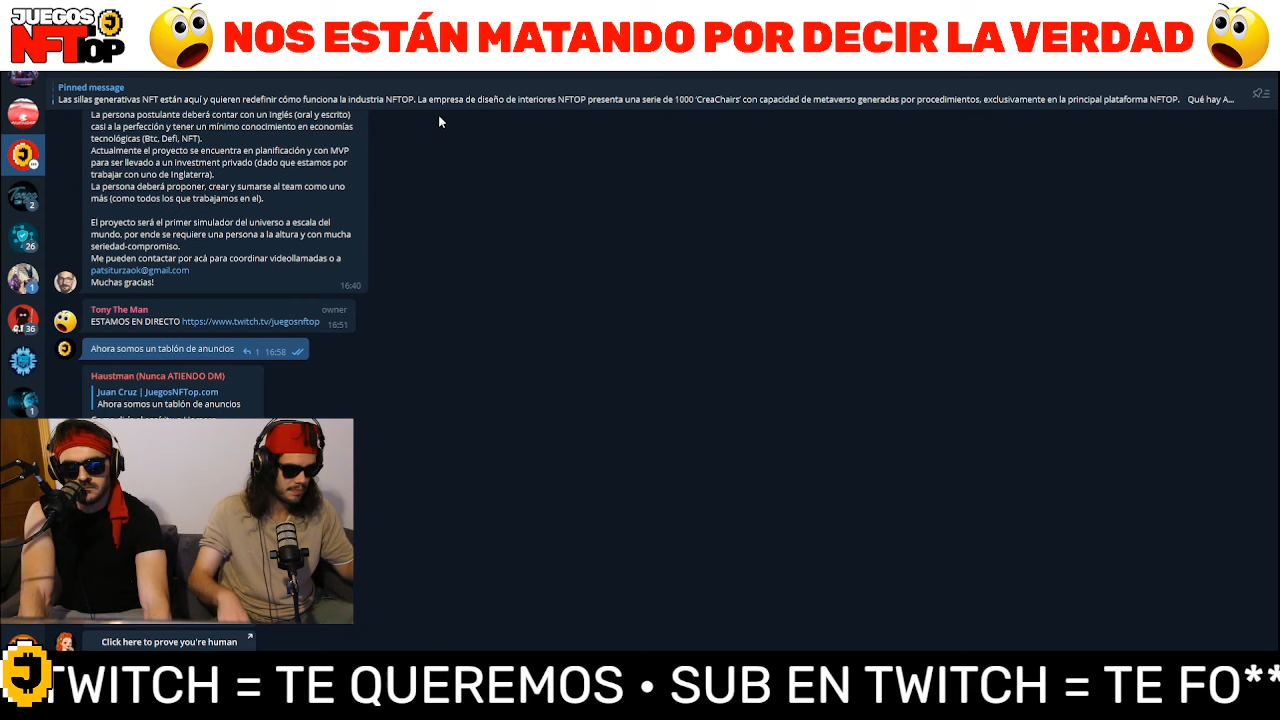 JUEGOS
NFTTOP
NOS ESTÁN MATANDO POR DECIR LA VERDAD
Pinned message
Las sillas generativas NFT están aquí y quieren redefinir cómo funciona la industria NFTOP. La empresa de diseño de interiores NFTOP presenta una serie de 1000 'CreaChairs' con capacidad de metaverso generadas por procedimientos, exclusivamente en la principal plataforma NFTOP. Qué hay A...
La persona postulante deberá contar con un Inglés (oral y escrito)
casi a la perfección y tener un mínimo conocimiento en economías
tecnológicas (Btc, Defi, NFT).
Actualmente el proyecto se encuentra en planificación y con MVP
para ser llevado a un investment privado (dado que estamos por
trabajar con uno de Inglaterra).
La persona deberá proponer, crear y sumarse al team como uno
más (como todos los que trabajamos en el).
El proyecto será el primer simulador del universo a escala del
mundo, por ende se requiere una persona a la altura y con mucha
seriedad-compromiso.
Me pueden contactar por acá para coordinar videollamadas o a
patsiturzaok@gmail.com
Muchas gracias!
16:40
Tony The Man owner
ESTAMOS EN DIRECTO https://www.twitch.tv/juegosnftop
16:51
Ahora somos un tablón de anuncios 1 16:58
Haustman (Nunca ATIENDO DM)
Juan Cruz | JuegosNFTop.com
Ahora somos un tablón de anuncios
2
26
1
36
1
Click here to prove you're human
TWITCH = TE QUEREMOS • SUB EN TWITCH = TE FO**